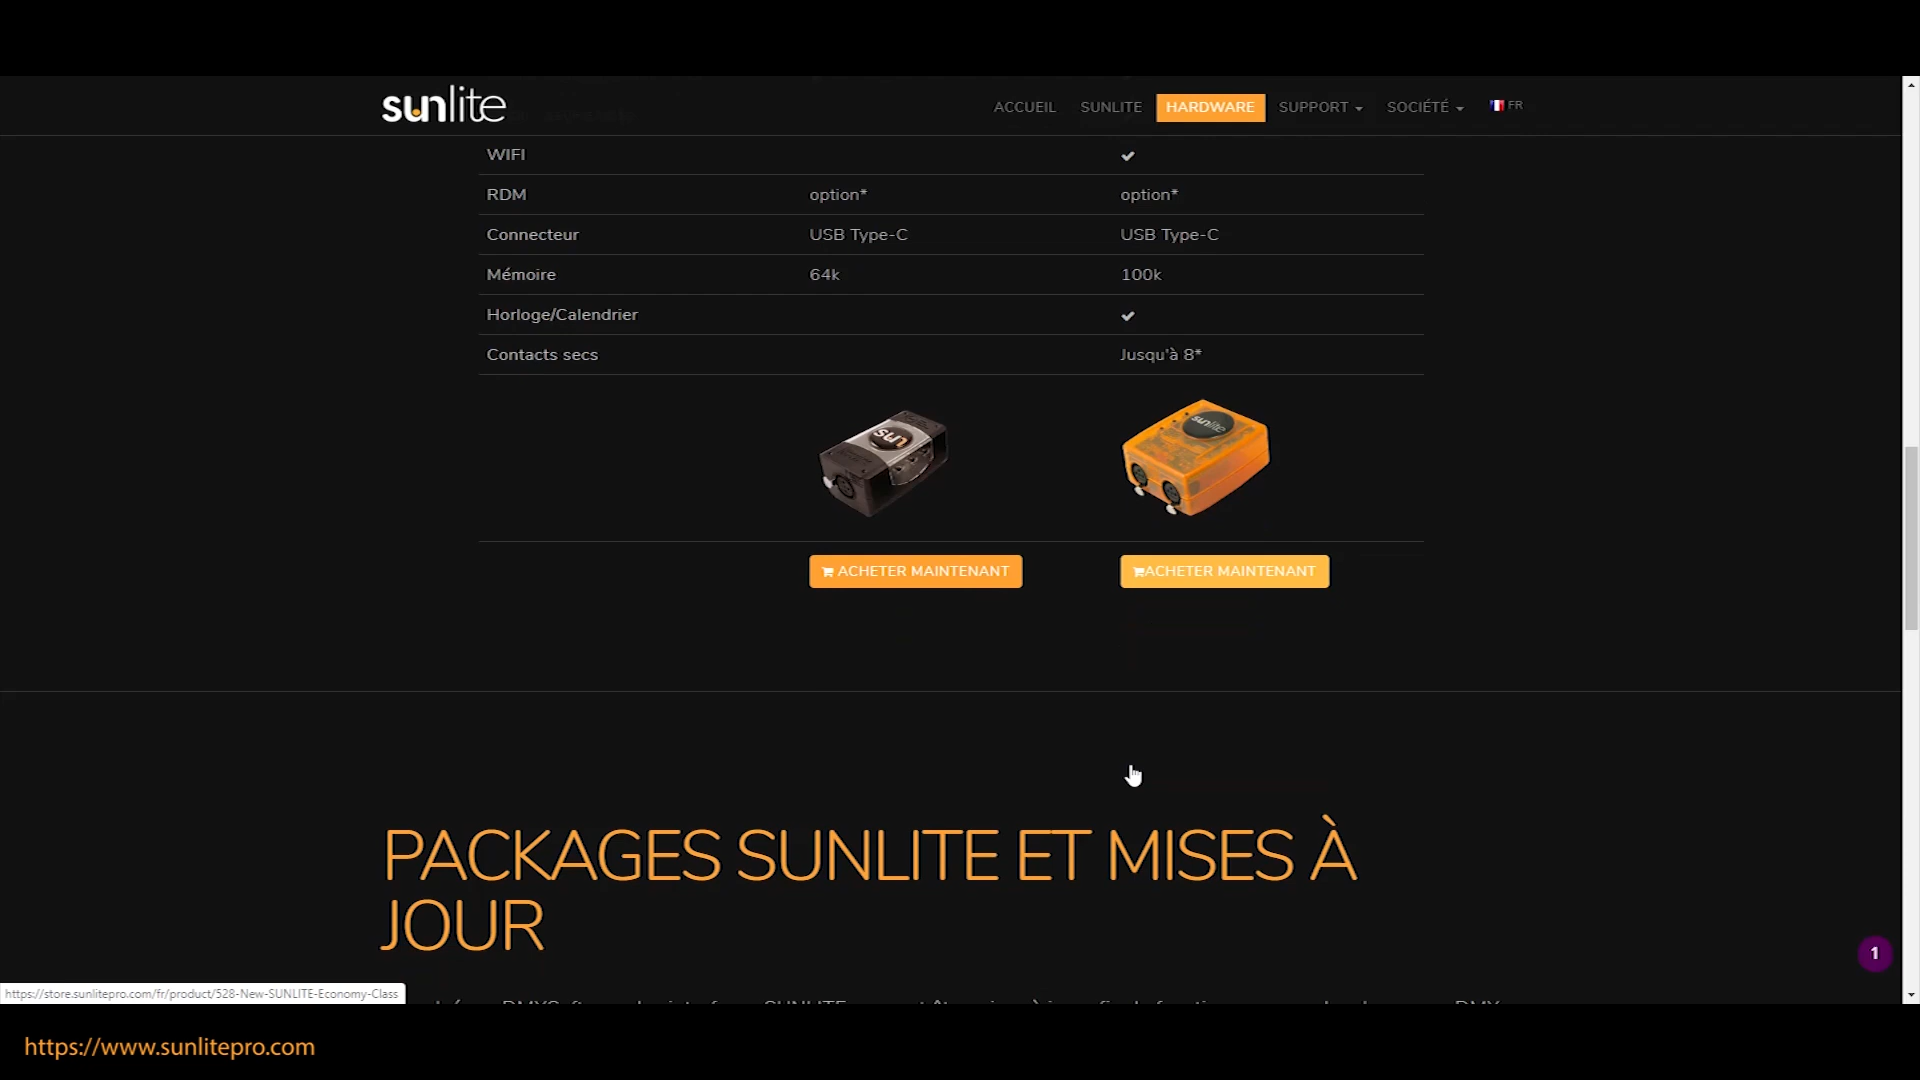 sunlite
ACCUEIL SUNLITE HARDWARE SUPPORT SOCIÉTÉ FR
WIFI
RDM option* option*
Connecteur USB Type-C USB Type-C
Mémoire 64k 100k
Horloge/Calendrier
Contacts secs Jusqu'à 8*
sun sunlite
ACHETER MAINTENANT ACHETER MAINTENANT
PACKAGES SUNLITE ET MISES À
JOUR
1
https://store.sunlitepro.com/fr/product/528-New-SUNLITE-Economy-Class
https://www.sunlitepro.com